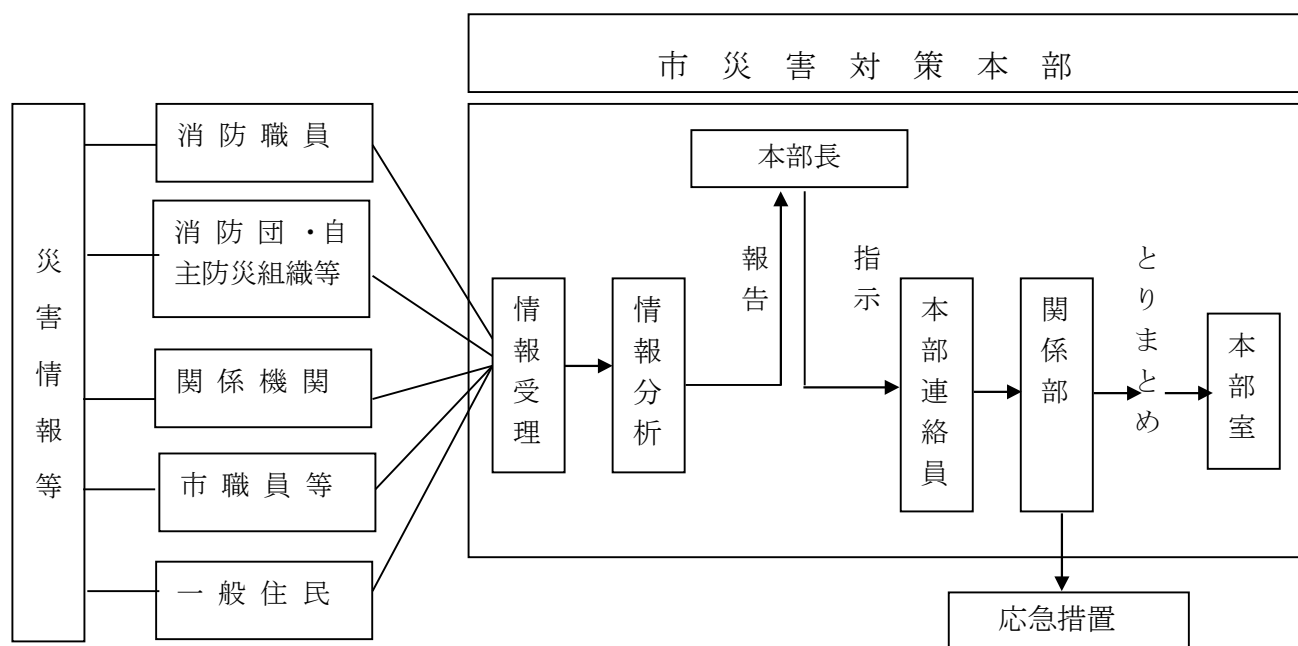 市災害対策本部
災害情報等
消防職員
消防団・自
主防災組織等
関係機関
市職員等
一般住民
情報受理
情報分析
報告
本部長
指示
本部連絡員
関係部
とりまとめ
本部室
応急措置